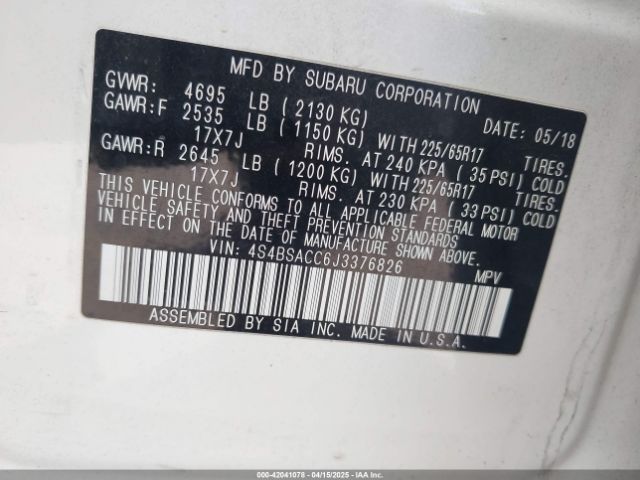 MFD BY SUBARU CORPORATION DATE: 05/18
GVWR: 4695 LB ( 2130 KG)
GAWR:F 2535 LB ( 1150 KG) WITH 225/65R17 TIRES.
17X7J RIMS. AT 240 KPA ( 35 PSI) COLD
GAWR:R 2645 LB ( 1200 KG) WITH 225/65R17 TIRES.
17X7J RIMS. AT 230 KPA ( 33 PSI) COLD
THIS VEHICLE CONFORMS TO ALL APPLICABLE FEDERAL MOTOR
VEHICLE SAFETY AND THEFT PREVENTION STANDARDS
IN EFFECT ON THE DATE OF MANUFACTURE SHOWN ABOVE.
VIN: 4S4BSACC6J3376826 MPV
ASSEMBLED BY SIA INC. MADE IN U.S.A.
000-42041078 - 04/15/2025 - IAAI.COM